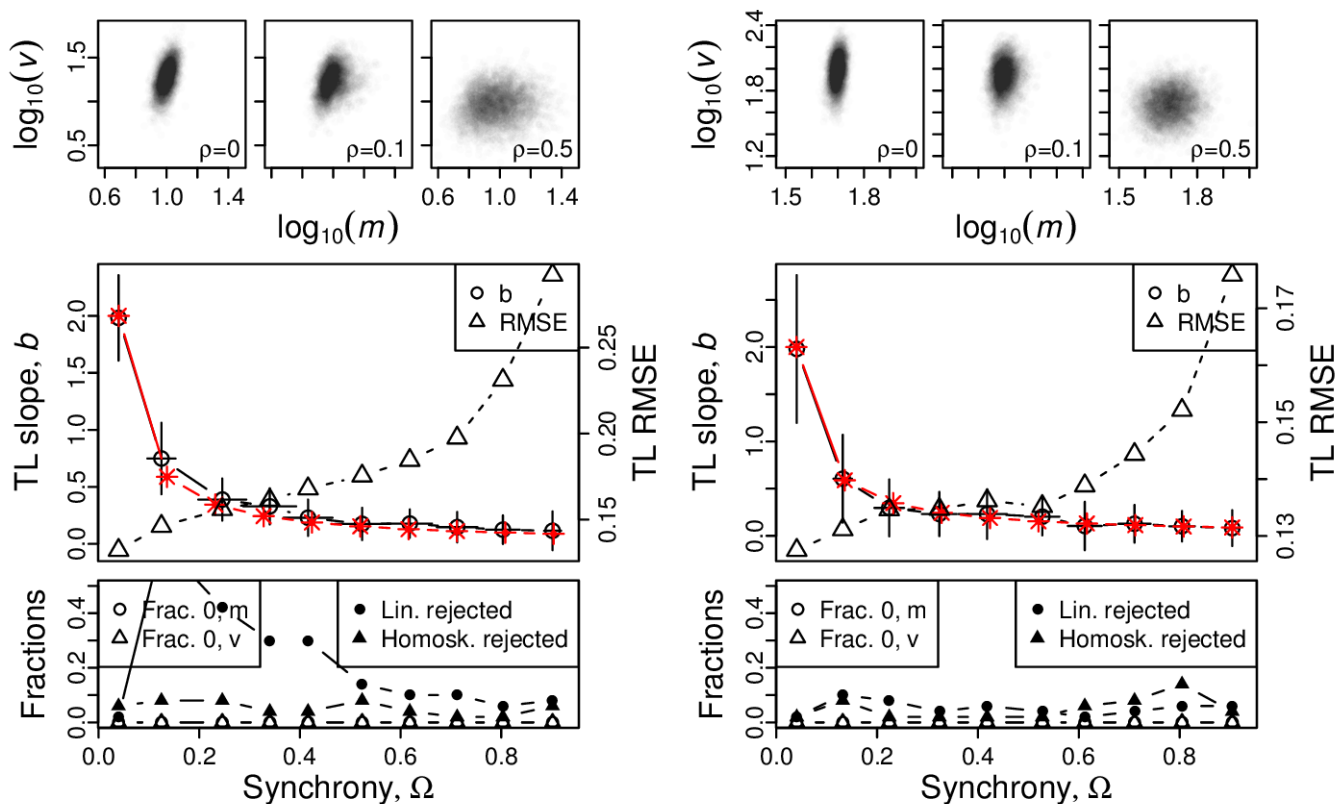 log10(v)
0.5 1.5
ρ=0
ρ=0.1
ρ=0.5
0.6 1.0 1.4 0.6 1.0 1.4
log10(m)
log10(v)
1.2 1.8 2.4
ρ=0
ρ=0.1
ρ=0.5
1.5 1.8 1.5 1.8
log10(m)
TL slope, b
0.0 0.5 1.0 1.5 2.0
b
RMSE
0.15 0.20 0.25
TL RMSE
TL slope, b
0.0 1.0 2.0
b
RMSE
0.13 0.15 0.17
TL RMSE
Fractions
0.0 0.2 0.4
Frac. 0, m
Frac. 0, v
Lin. rejected
Homosk. rejected
0.0 0.2 0.4 0.6 0.8
Synchrony, Ω
Fractions
0.0 0.2 0.4
Frac. 0, m
Frac. 0, v
Lin. rejected
Homosk. rejected
0.0 0.2 0.4 0.6 0.8
Synchrony, Ω